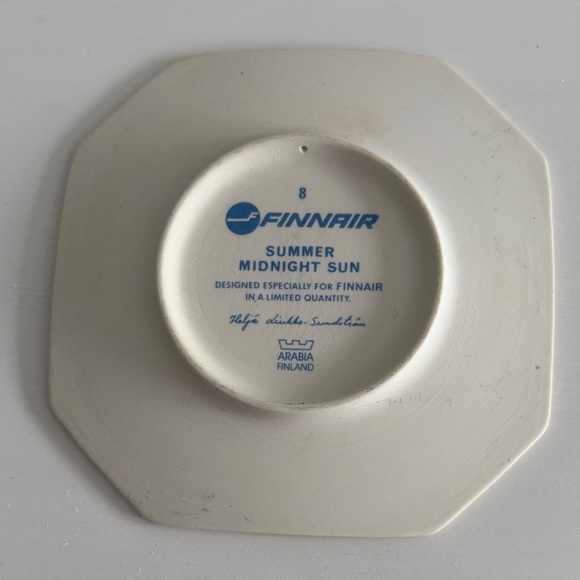 8
FINNAIR
SUMMER
MIDNIGHT SUN
DESIGNED ESPECIALLY FOR FINNAIR
IN A LIMITED QUANTITY.
Heljä Liukko-Sundström
ARABIA
FINLAND